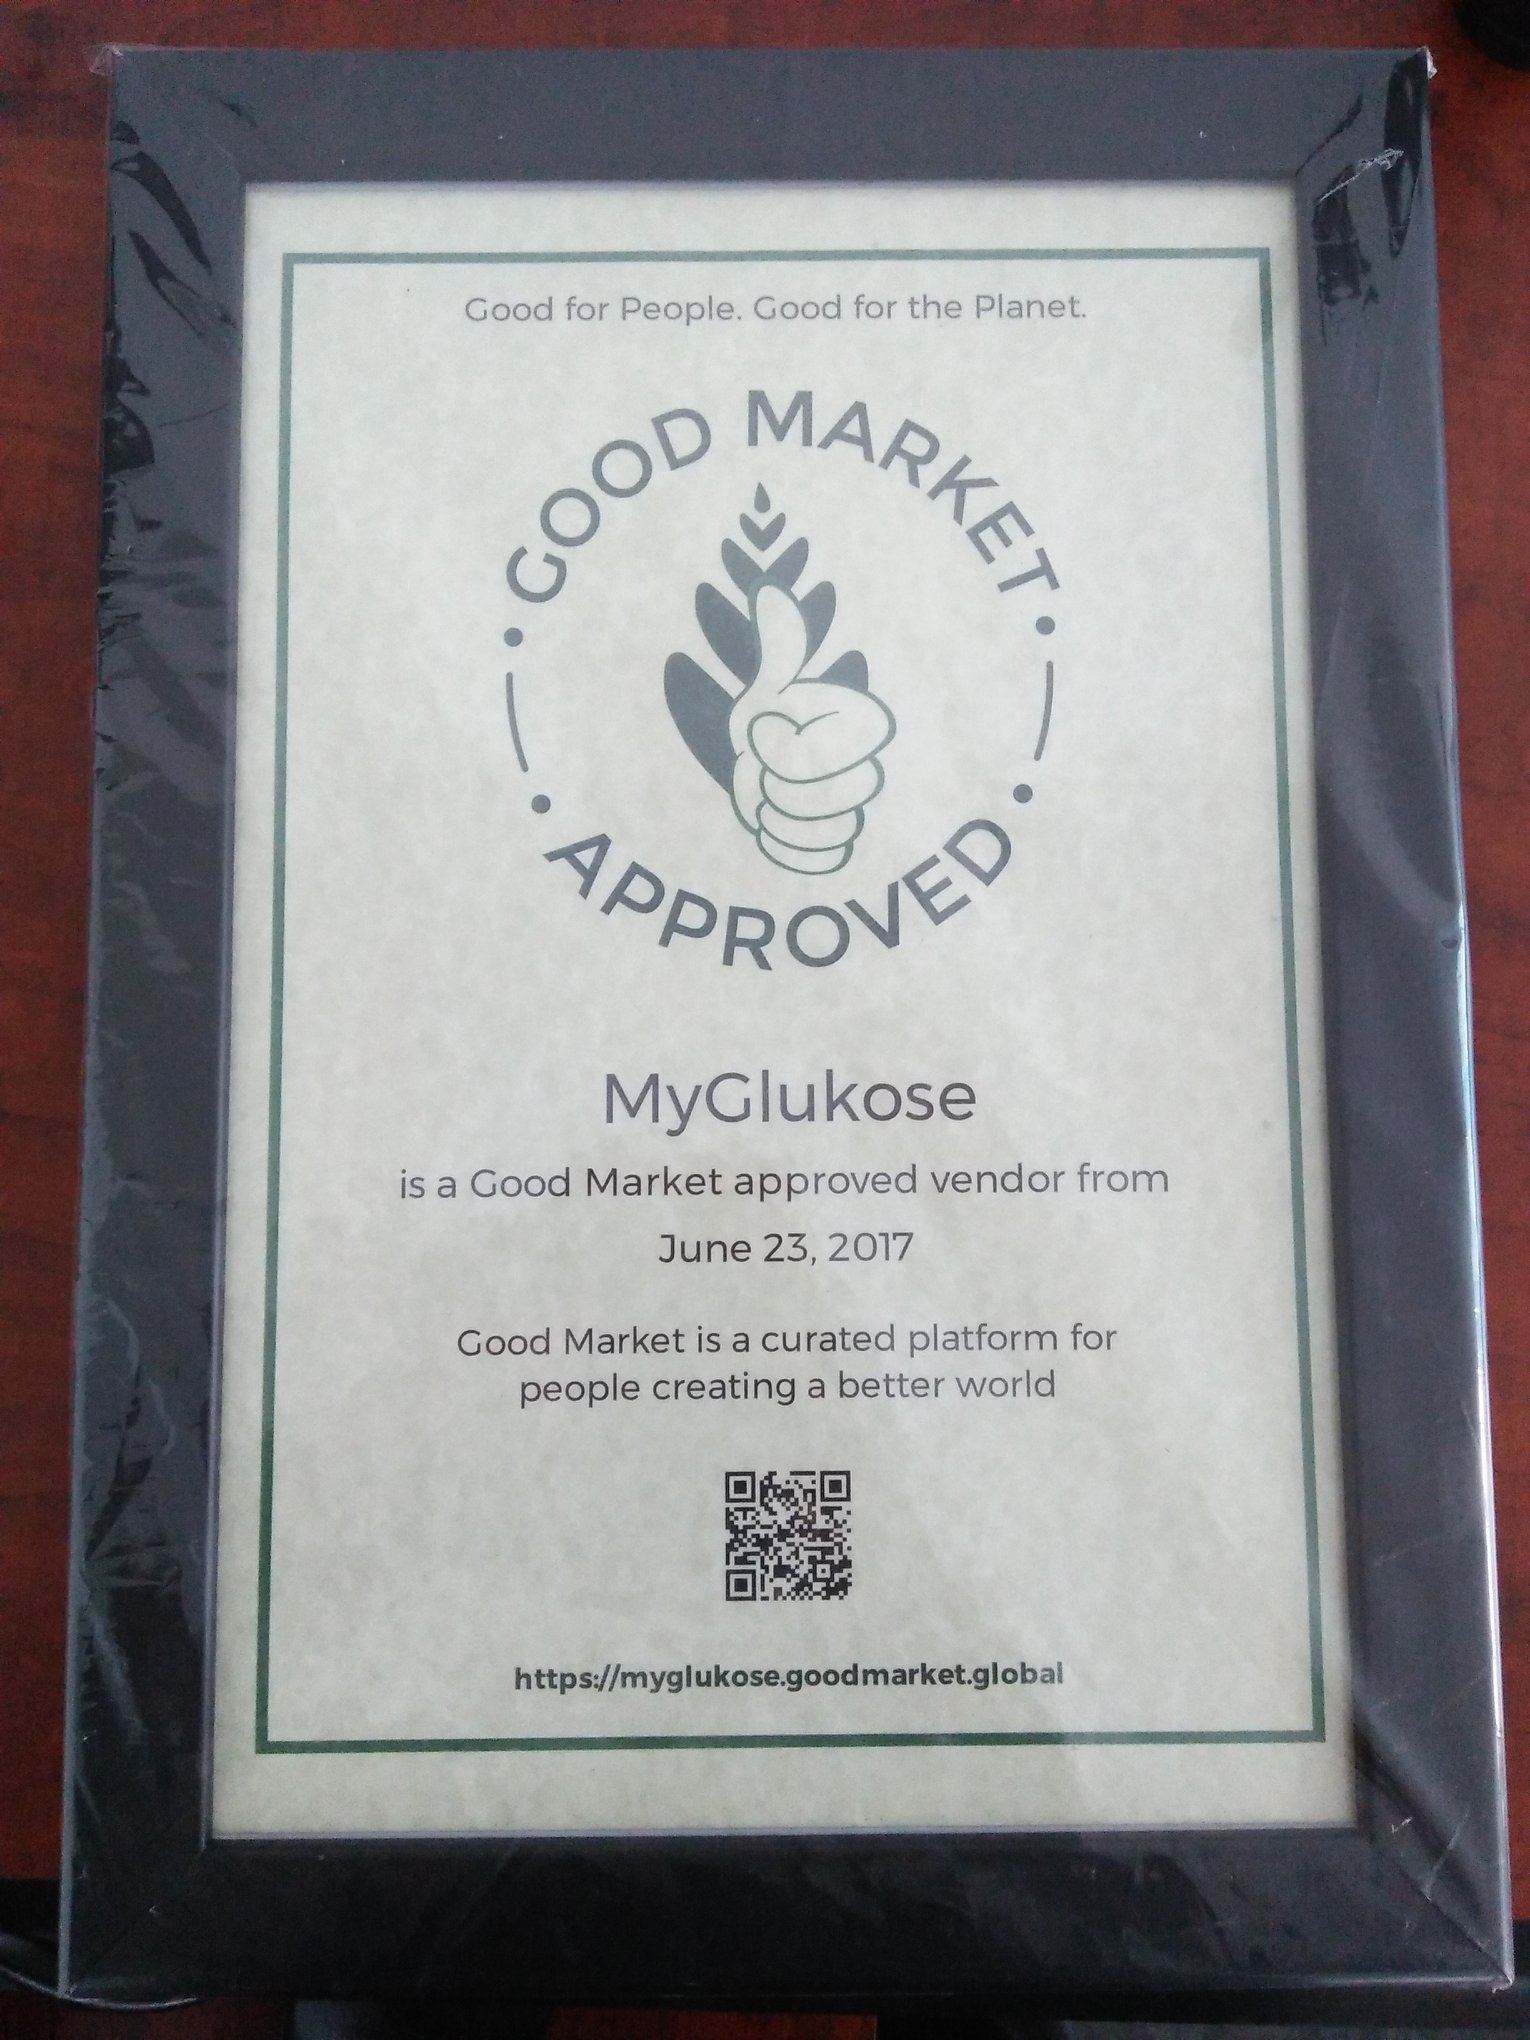 Good for People. Good for the Planet.
GOOD MARKET
APPROVED
MyGlukose
is a Good Market approved vendor from
June 23, 2017
Good Market is a curated platform for
people creating a better world
https://myglukose.goodmarket.global